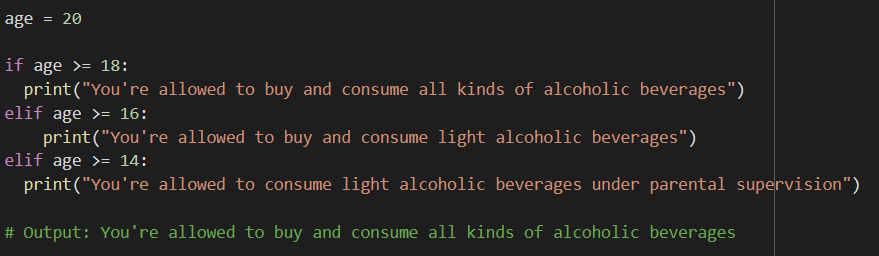 age = 20
if age >= 18:
  print("You're allowed to buy and consume all kinds of alcoholic beverages")
elif age >= 16:
    print("You're allowed to buy and consume light alcoholic beverages")
elif age >= 14:
  print("You're allowed to consume light alcoholic beverages under parental supervision")
# Output: You're allowed to buy and consume all kinds of alcoholic beverages